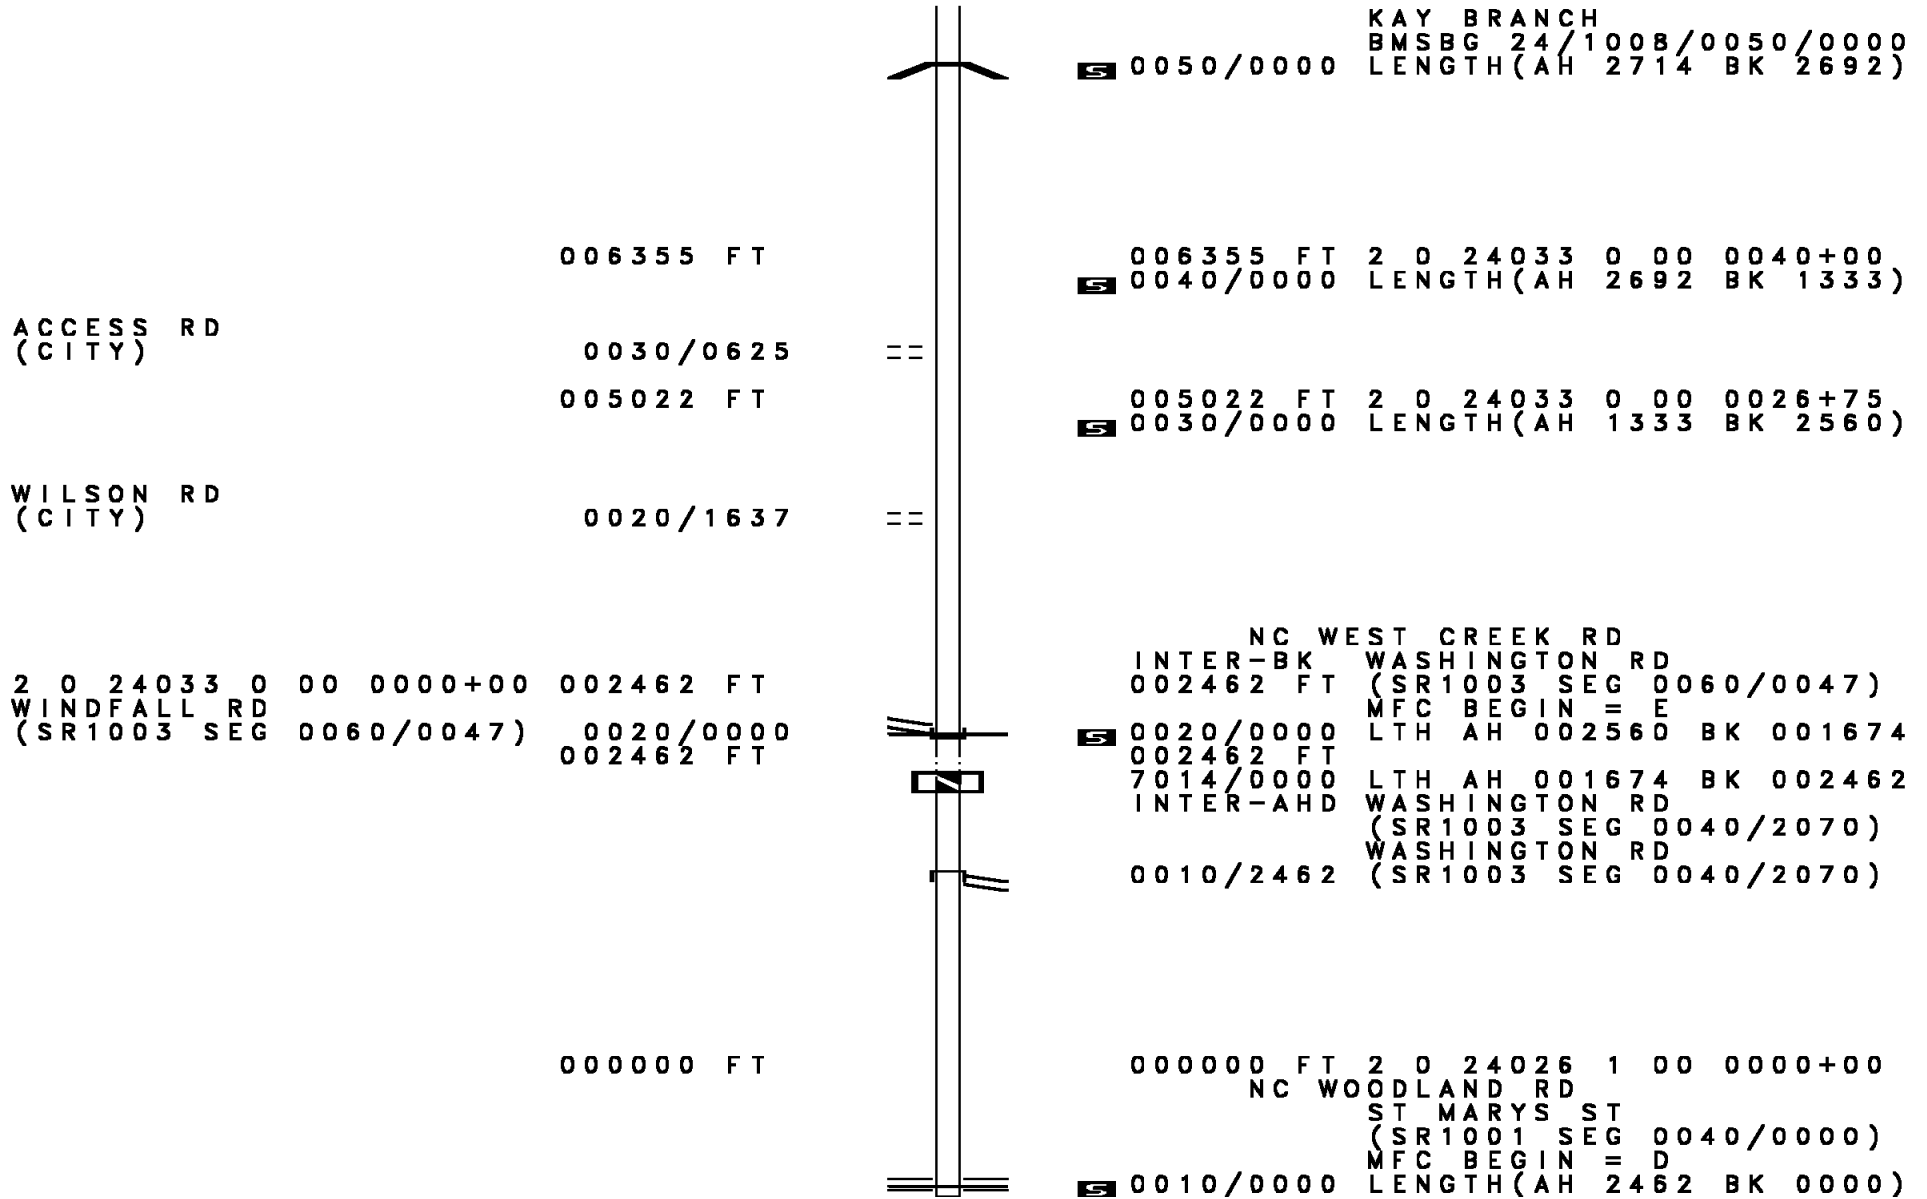 KAY BRANCH
BMSBG 24/1008/0050/0000
S 0050/0000 LENGTH(AH 2714 BK 2692)
006355 FT 006355 FT 2 0 24033 0 00 0040+00
S 0040/0000 LENGTH(AH 2692 BK 1333)
ACCESS RD
(CITY) 0030/0625
005022 FT 005022 FT 2 0 24033 0 00 0026+75
S 0030/0000 LENGTH(AH 1333 BK 2560)
WILSON RD
(CITY) 0020/1637
NC WEST CREEK RD
INTER-BK WASHINGTON RD
2 0 24033 0 00 0000+00 002462 FT 002462 FT (SR1003 SEG 0060/0047)
WINDFALL RD MFC BEGIN = E
(SR1003 SEG 0060/0047) 0020/0000 S 0020/0000 LTH AH 002560 BK 001674
002462 FT 002462 FT
7014/0000 LTH AH 001674 BK 002462
INTER-AHD WASHINGTON RD
(SR1003 SEG 0040/2070)
WASHINGTON RD
0010/2462 (SR1003 SEG 0040/2070)
000000 FT 000000 FT 2 0 24026 1 00 0000+00
NC WOODLAND RD
ST MARYS ST
(SR1001 SEG 0040/0000)
MFC BEGIN = D
S 0010/0000 LENGTH(AH 2462 BK 0000)